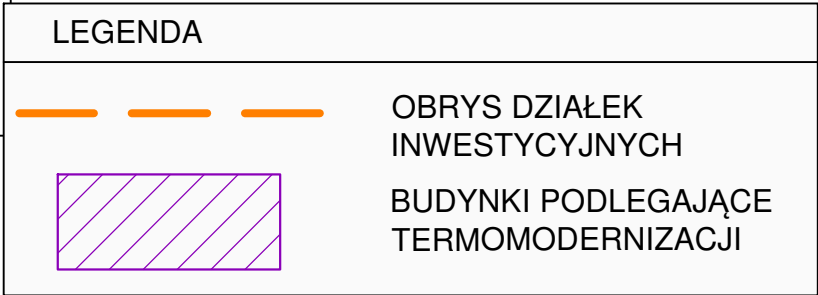 LEGENDA
OBRYS DZIAŁEK
INWESTYCYJNYCH
BUDYNKI PODLEGAJĄCE
TERMOMODERNIZACJI